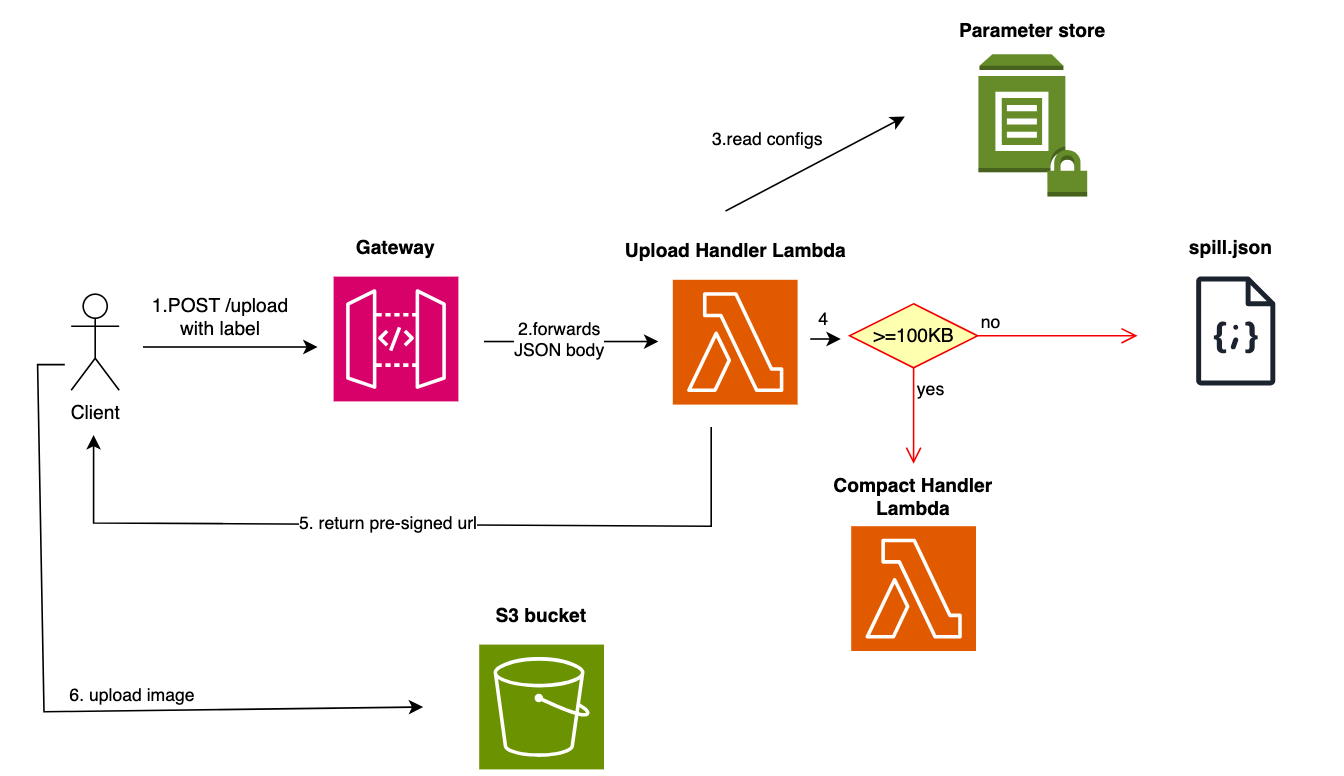 Parameter store
3.read configs
Gateway
Upload Handler Lambda
spill.json
1.POST /upload
with label
2.forwards
JSON body
</>
4
>=100KB
no
{;}
yes
Client
Compact Handler
Lambda
5. return pre-signed url
S3 bucket
6. upload image